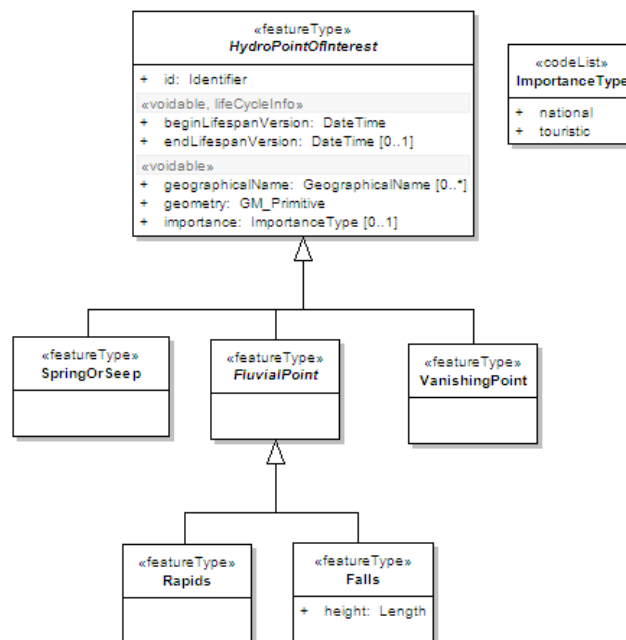 «featureType»
HydroPointOfInterest
+ id: Identifier
«voidable, lifeCycleInfo»
+ beginLifespanVersion: DateTime
+ endLifespanVersion: DateTime [0..1]
«voidable»
+ geographicalName: GeographicalName [0..*]
+ geometry: GM_Primitive
+ importance: ImportanceType [0..1]
«codeList»
ImportanceType
+ national
+ touristic
«featureType»
SpringOrSeep
«featureType»
FluvialPoint
«featureType»
VanishingPoint
«featureType»
Rapids
«featureType»
Falls
+ height: Length